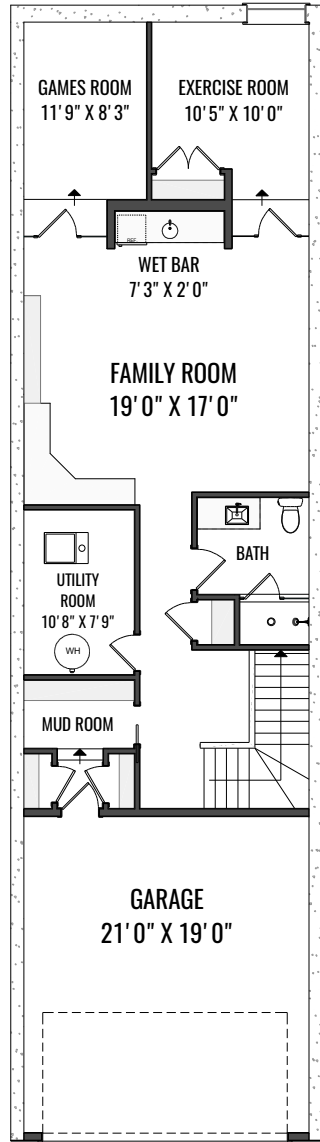 GAMES ROOM
11'9" X 8'3"
EXERCISE ROOM
10'5" X 10'0"
REF.
WET BAR
7'3" X 2'0"
FAMILY ROOM
19'0" X 17'0"
BATH
UTILITY
ROOM
10'8" X 7'9"
WH
MUD ROOM
GARAGE
21'0" X 19'0"